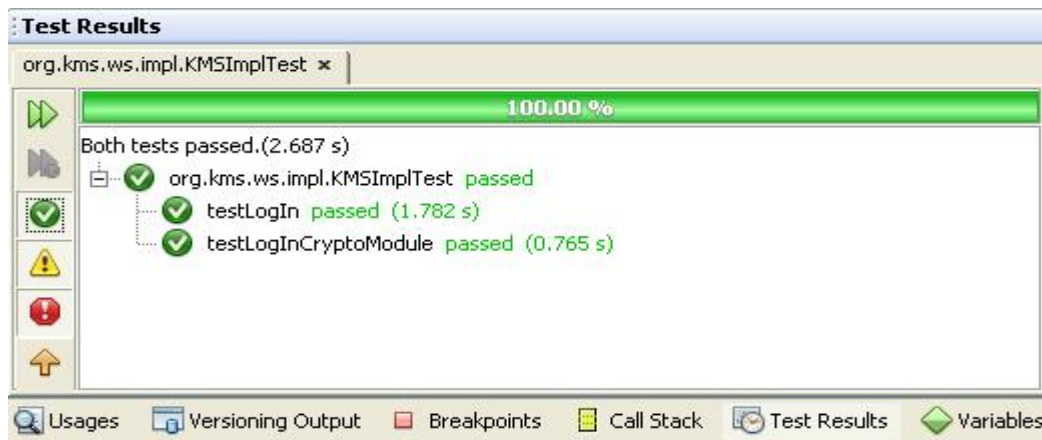 Test Results
org.kms.ws.impl.KMSImplTest ×
100.00 %
Both tests passed.(2.687 s)
org.kms.ws.impl.KMSImplTest passed
testLogIn passed (1.782 s)
testLogInCryptoModule passed (0.765 s)
Usages Versioning Output Breakpoints Call Stack Test Results Variables